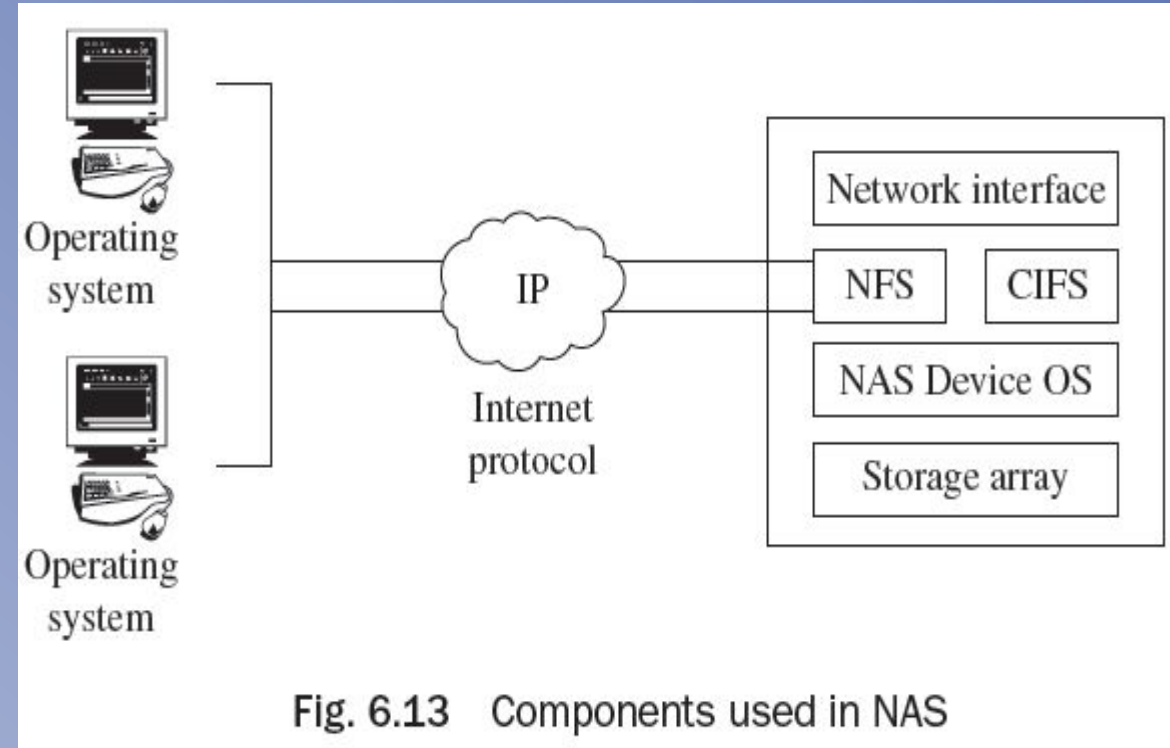 Operating
system
Operating
system
IP
Internet
protocol
Network interface
NFS
CIFS
NAS Device OS
Storage array
Fig. 6.13 Components used in NAS